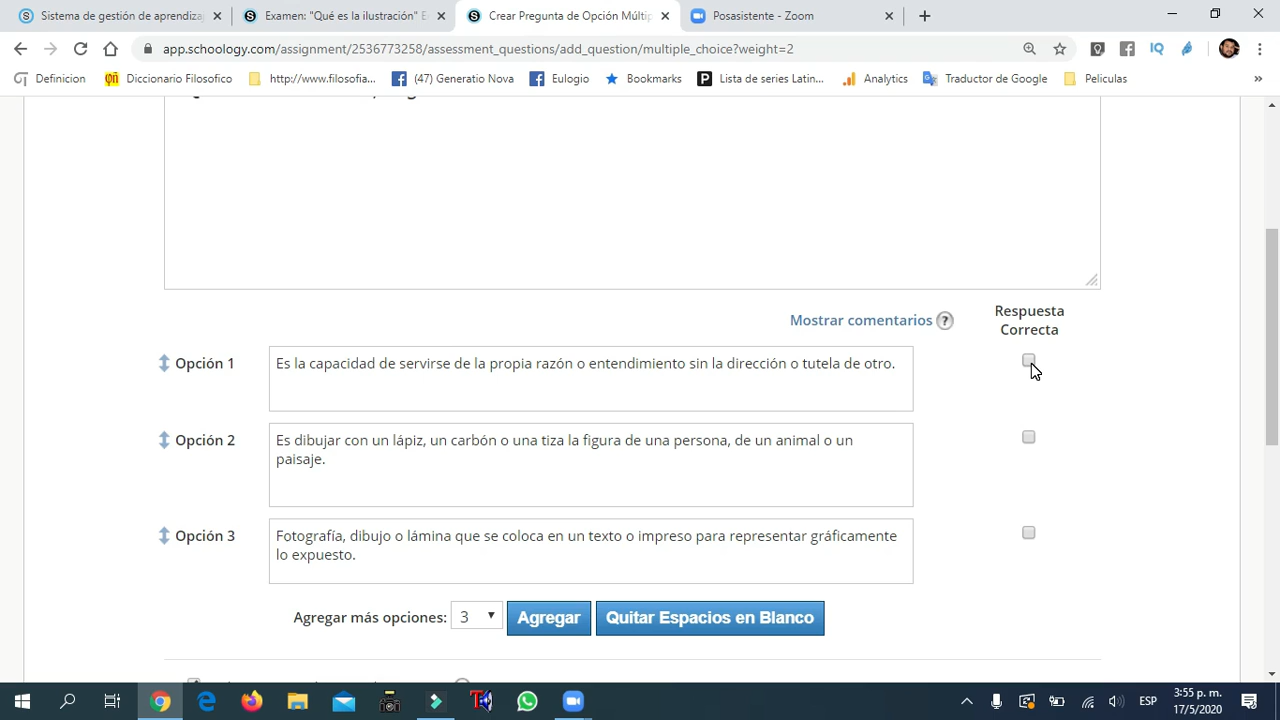 Sistema de gestión de aprendiza
Examen: "Qué es la ilustración" E
Crear Pregunta de Opción Múltip
Posasistente - Zoom
app.schoology.com/assignment/2536773258/assessment_questions/add_question/multiple_choice?weight=2
Definicion
Diccionario Filosofico
http://www.filosofia...
(47) Generatio Nova
Eulogio
Bookmarks
Lista de series Latin...
Analytics
Traductor de Google
Peliculas
»
Mostrar comentarios ?
Respuesta
Correcta
Opción 1
Es la capacidad de servirse de la propia razón o entendimiento sin la dirección o tutela de otro.
Opción 2
Es dibujar con un lápiz, un carbón o una tiza la figura de una persona, de un animal o un
paisaje.
Opción 3
Fotografía, dibujo o lámina que se coloca en un texto o impreso para representar gráficamente
lo expuesto.
Agregar más opciones: 3 Agregar Quitar Espacios en Blanco
ESP
3:55 p. m.
17/5/2020